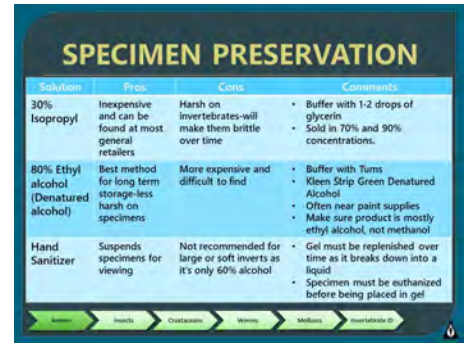 SPECIMEN PRESERVATION
Solution Pros Cons Comments
30%
Isopropyl
Inexpensive
and can be
found at most
general
retailers
Harsh on
invertebrates-will
make them brittle
over time
• Buffer with 1-2 drops of
glycerin
• Sold in 70% and 90%
concentrations.
80% Ethyl
alcohol
(Denatured
alcohol)
Best method
for long term
storage-less
harsh on
specimens
More expensive and
difficult to find
• Buffer with Tums
• Kleen Strip Green Denatured
Alcohol
• Often near paint supplies
• Make sure product is mostly
ethyl alcohol, not methanol
Hand
Sanitizer
Suspends
specimens for
viewing
Not recommended for
large or soft inverts as
it's only 60% alcohol
• Gel must be replenished over
time as it breaks down into a
liquid
• Specimen must be euthanized
before being placed in gel
Insects Crustaceans Worms Molluscs Invertebrate ID